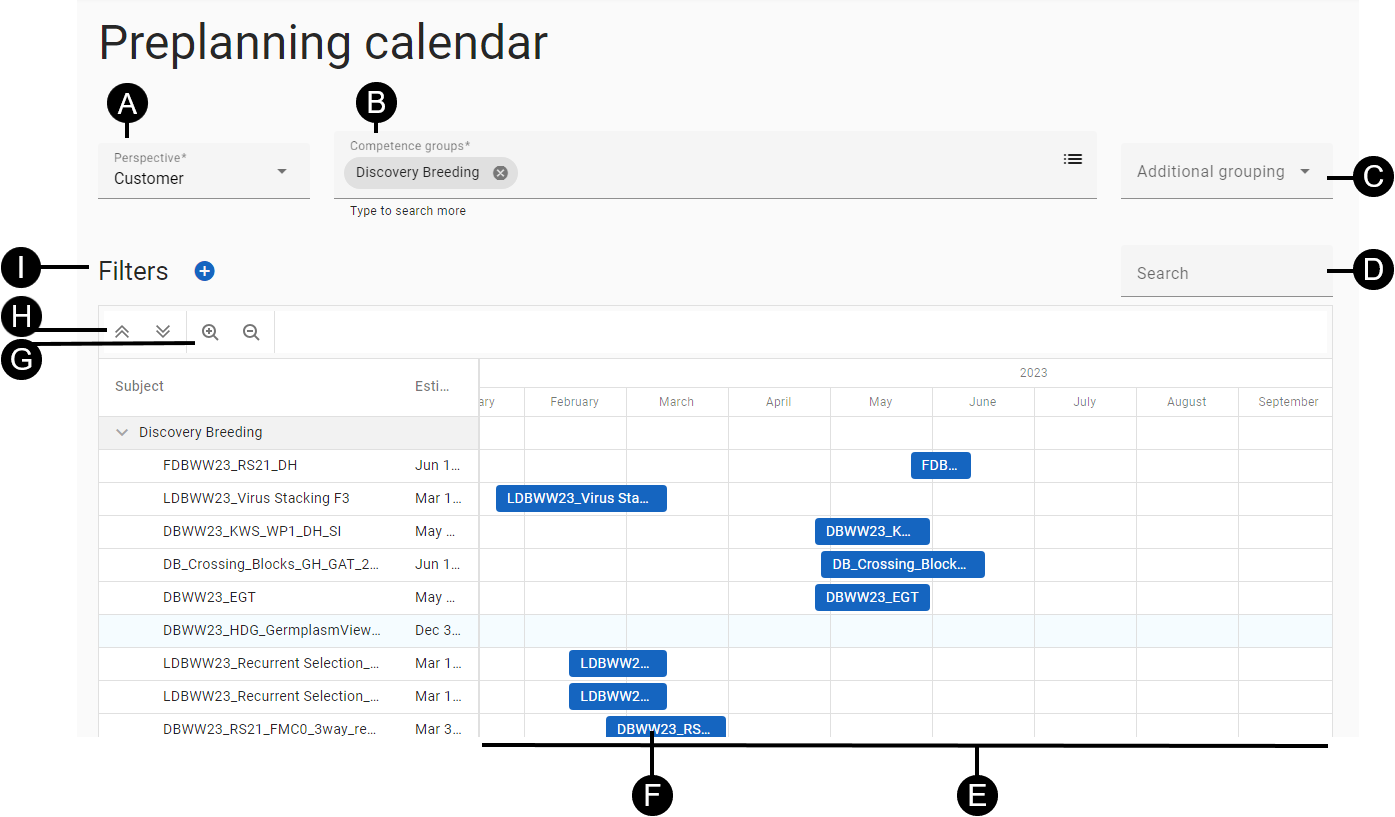 Preplanning calendar
A
B
Perspective*
Customer
Competence groups*
Discovery Breeding
Type to search more
Additional grouping
C
I
Filters
Search
D
H
G
Subject
Esti...
2023
ary
February
March
April
May
June
July
August
September
Discovery Breeding
FDBWW23_RS21_DH
Jun 1...
FDB...
LDBWW23_Virus Stacking F3
Mar 1...
LDBWW23_Virus Sta...
DBWW23_KWS_WP1_DH_SI
May ...
DBWW23_K...
DB_Crossing_Blocks_GH_GAT_2...
Jun 1...
DB_Crossing_Block...
DBWW23_EGT
May ...
DBWW23_EGT
DBWW23_HDG_GermplasmView...
Dec 3...
LDBWW23_Recurrent Selection_...
Mar 1...
LDBWW2...
LDBWW23_Recurrent Selection_...
Mar 1...
LDBWW2...
DBWW23_RS21_FMC0_3way_re...
Mar 3...
DBWW23_RS...
F
E